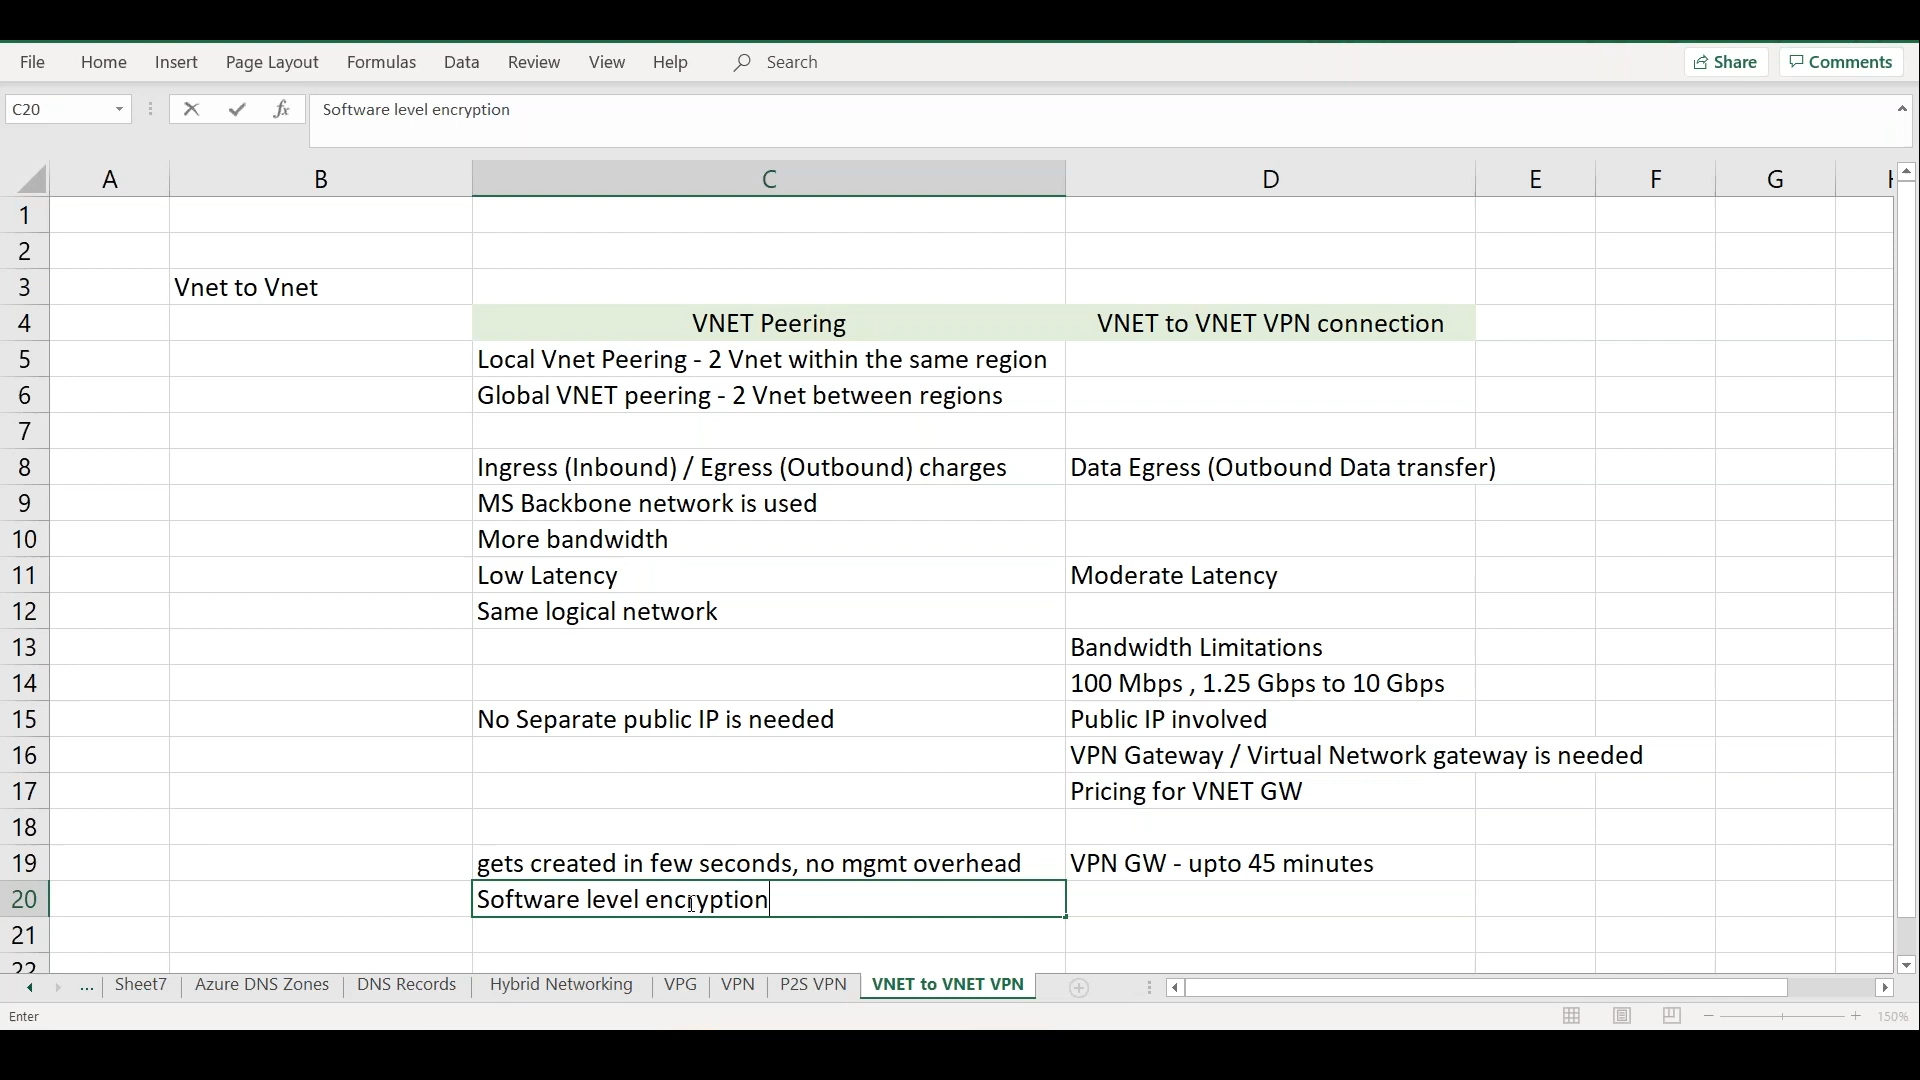 File Home Insert Page Layout Formulas Data Review View Help Search Share Comments
C20 fx Software level encryption
A B C D E F G
1
2
3 Vnet to Vnet
4 VNET Peering VNET to VNET VPN connection
5 Local Vnet Peering - 2 Vnet within the same region
6 Global VNET peering - 2 Vnet between regions
7
8 Ingress (Inbound) / Egress (Outbound) charges Data Egress (Outbound Data transfer)
9 MS Backbone network is used
10 More bandwidth
11 Low Latency Moderate Latency
12 Same logical network
13 Bandwidth Limitations
14 100 Mbps , 1.25 Gbps to 10 Gbps
15 No Separate public IP is needed Public IP involved
16 VPN Gateway / Virtual Network gateway is needed
17 Pricing for VNET GW
18
19 gets created in few seconds, no mgmt overhead VPN GW - upto 45 minutes
20 Software level encryption
21
22
... Sheet7 Azure DNS Zones DNS Records Hybrid Networking VPG VPN P2S VPN VNET to VNET VPN
Enter 150%